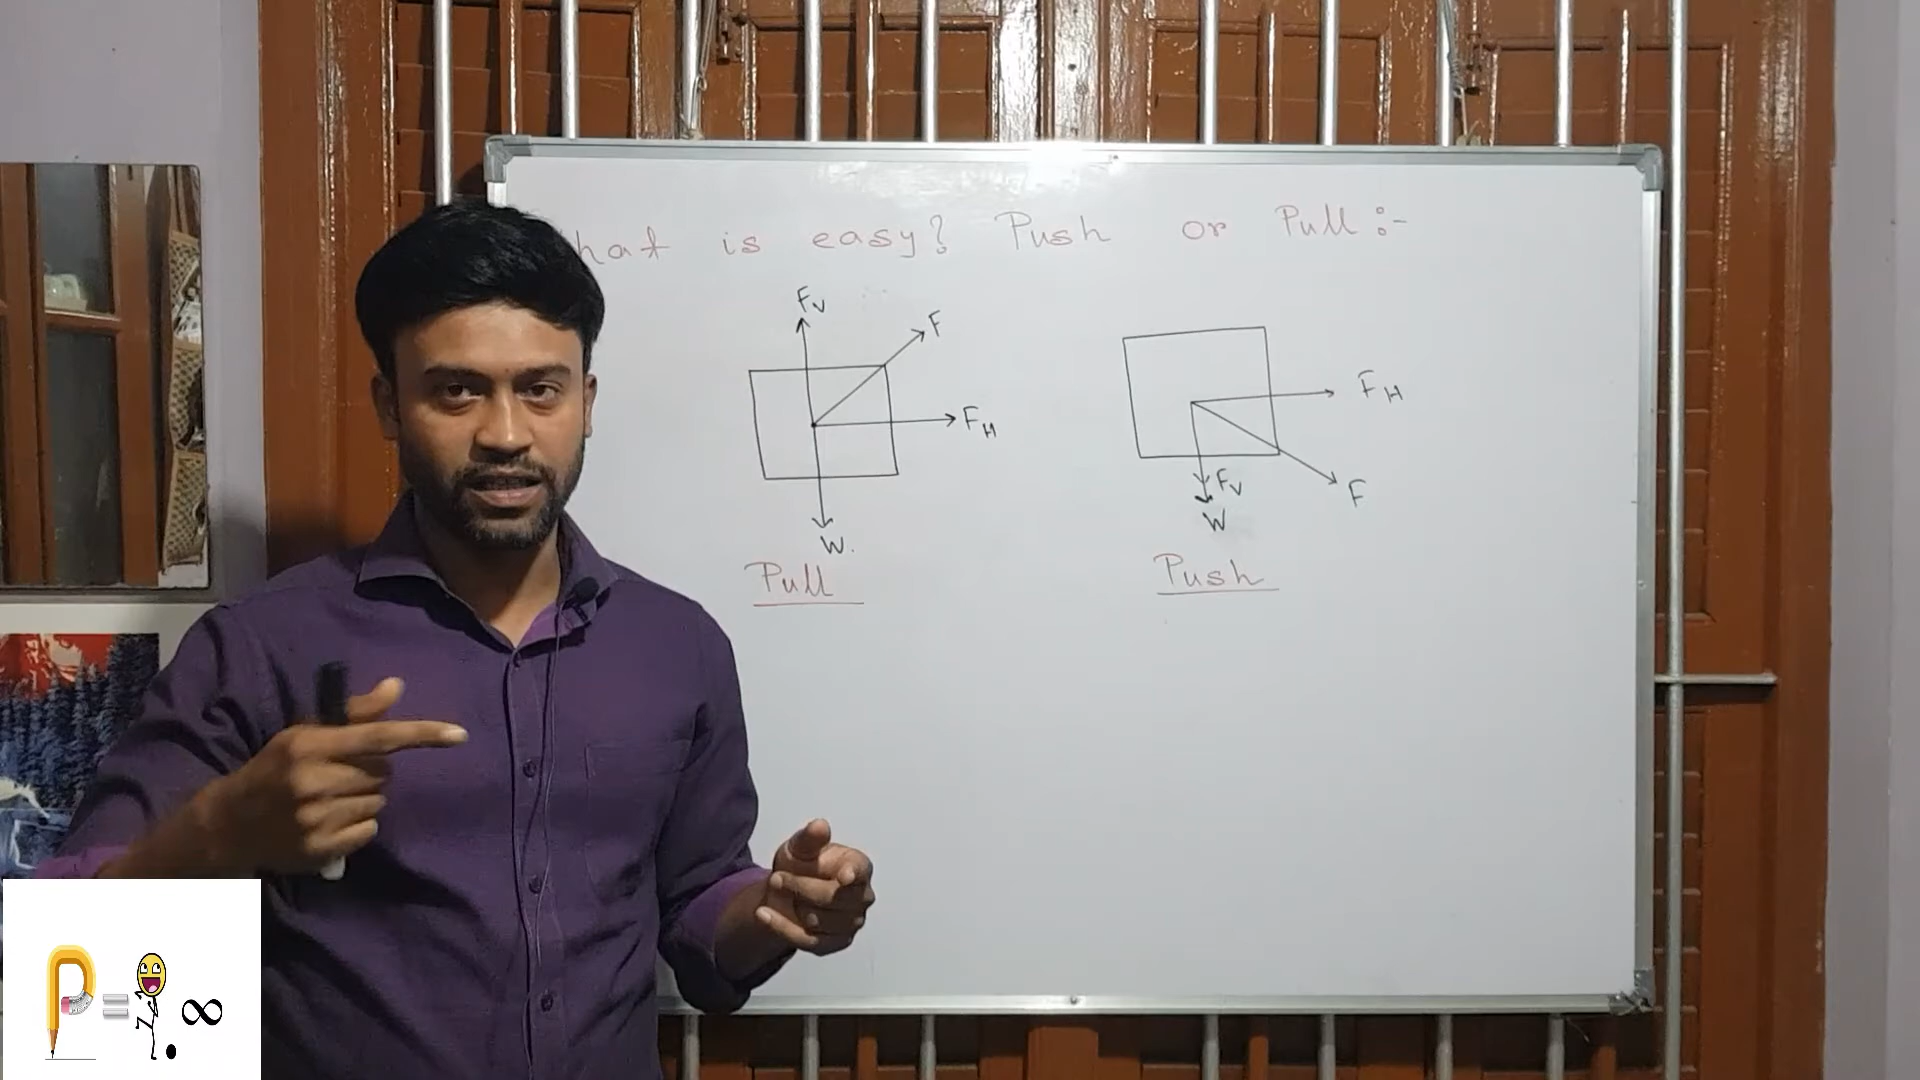 hat is easy? Push or Pull :-
Fv
F
FH
W.
Pull
FH
Fv
F
W
Push
P = ∞